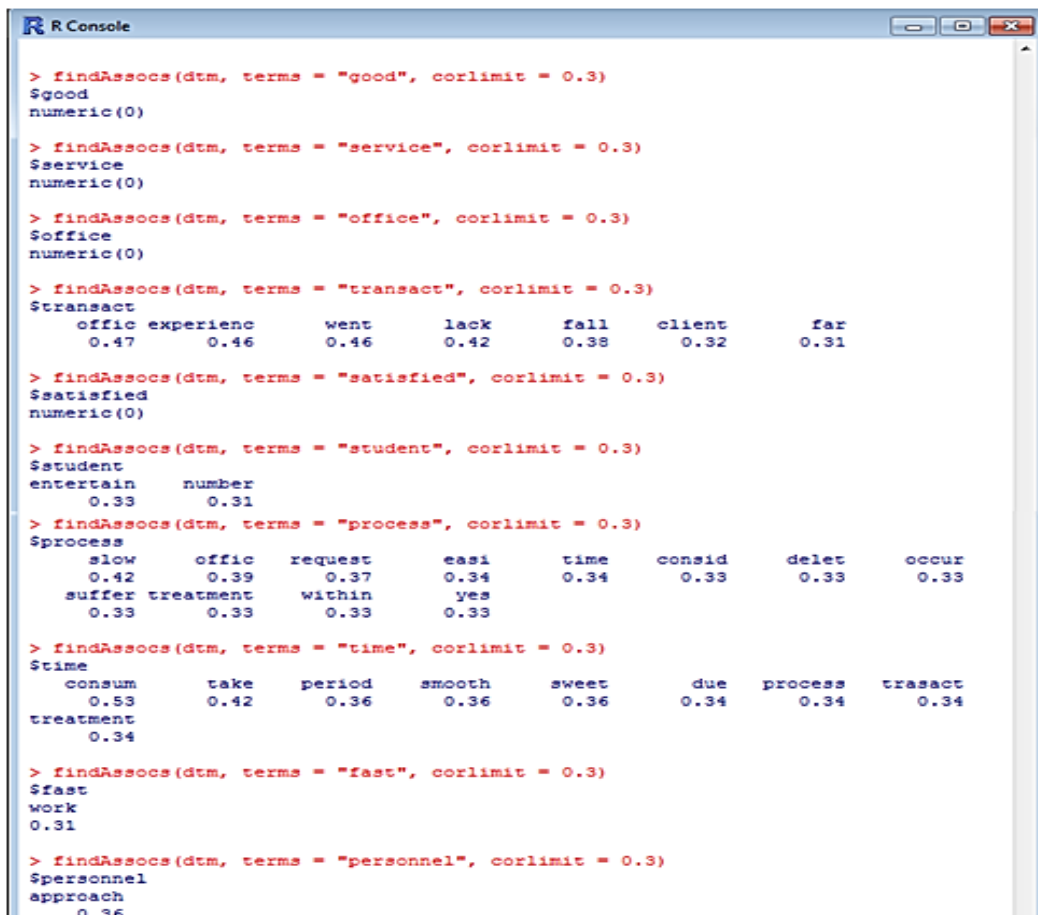 R Console
> findAssocs(dtm, terms = "good", corlimit = 0.3)
$good
numeric(0)
> findAssocs(dtm, terms = "service", corlimit = 0.3)
$service
numeric(0)
> findAssocs(dtm, terms = "office", corlimit = 0.3)
$office
numeric(0)
> findAssocs(dtm, terms = "transact", corlimit = 0.3)
$transact
offic experienc went lack fall client far
0.47 0.46 0.46 0.42 0.38 0.32 0.31
> findAssocs(dtm, terms = "satisfied", corlimit = 0.3)
$satisfied
numeric(0)
> findAssocs(dtm, terms = "student", corlimit = 0.3)
$student
entertain number
0.33 0.31
> findAssocs(dtm, terms = "process", corlimit = 0.3)
$process
slow offic request easi time consid delet occur
0.42 0.39 0.37 0.34 0.34 0.33 0.33 0.33
suffer treatment within yes
0.33 0.33 0.33 0.33
> findAssocs(dtm, terms = "time", corlimit = 0.3)
$time
consum take period smooth sweet due process trasact
0.53 0.42 0.36 0.36 0.36 0.34 0.34 0.34
treatment
0.34
> findAssocs(dtm, terms = "fast", corlimit = 0.3)
$fast
work
0.31
> findAssocs(dtm, terms = "personnel", corlimit = 0.3)
$personnel
approach
0.36